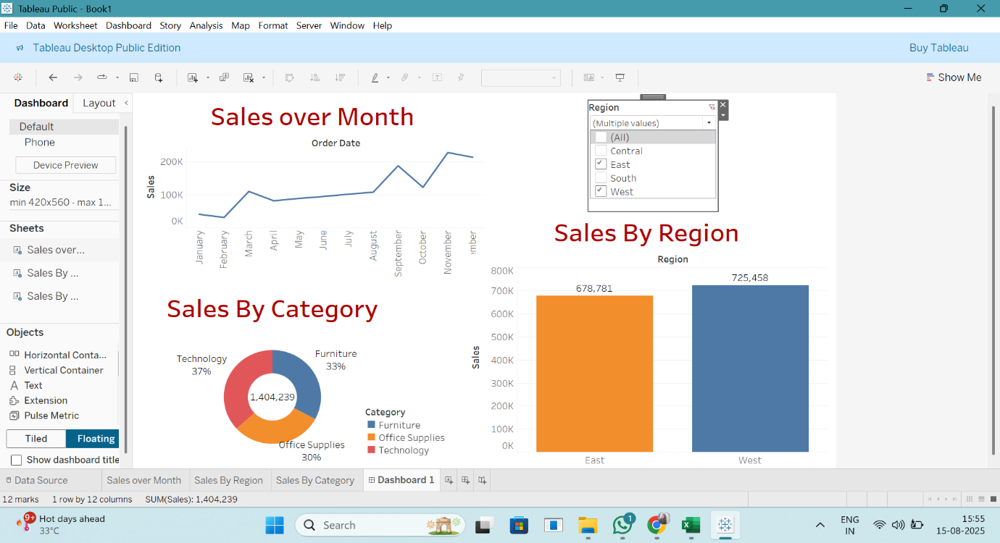 Tableau Public - Book1
File Data Worksheet Dashboard Story Analysis Map Format Server Window Help
Tableau Desktop Public Edition
Buy Tableau
Show Me
Dashboard
Layout
Default
Phone
Device Preview
Size
min 420x560 - max 1...
Sheets
Sales over...
Sales By ...
Sales By ...
Objects
Horizontal Conta...
Vertical Container
Text
Extension
Pulse Metric
Tiled
Floating
Show dashboard title
Sales over Month
Order Date
Sales
200K
100K
0K
January
February
March
April
May
June
July
August
September
October
November
Region
(Multiple values)
(All)
Central
East
South
West
Sales By Region
Region
Sales
800K
700K
600K
500K
400K
300K
200K
100K
0K
678,781
725,458
East
West
Sales By Category
Technology
37%
Furniture
33%
1,404,239
Office Supplies
30%
Category
Furniture
Office Supplies
Technology
Data Source
Sales over Month
Sales By Region
Sales By Category
Dashboard 1
12 marks 1 row by 12 columns SUM(Sales): 1,404,239
9+
Hot days ahead
33°C
Search
1
ENG
IN
15:55
15-08-2025